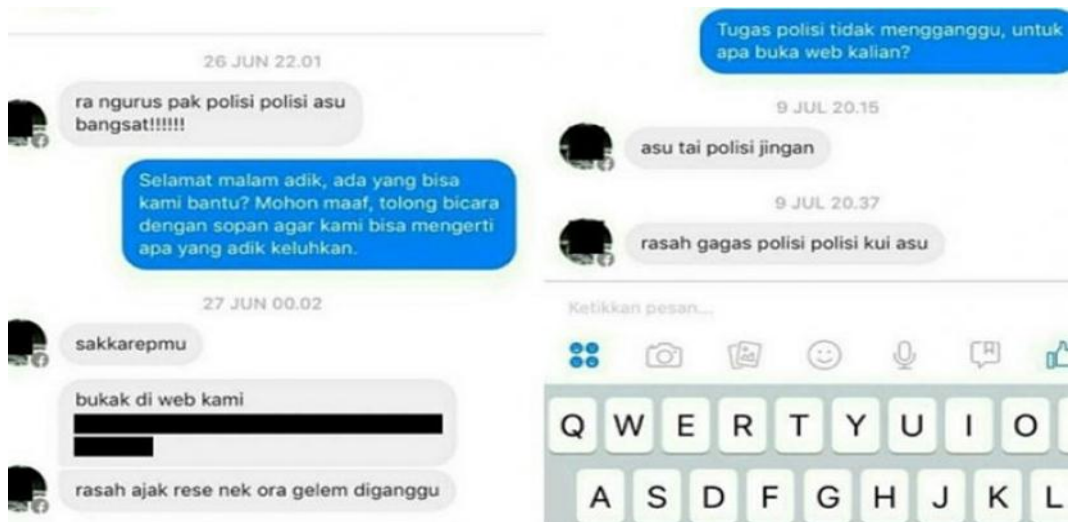 26 JUN 22.01
ra ngurus pak polisi polisi asu
bangsat!!!!!!
Selamat malam adik, ada yang bisa
kami bantu? Mohon maaf, tolong bicara
dengan sopan agar kami bisa mengerti
apa yang adik keluhkan.
27 JUN 00.02
sakkarepmu
bukak di web kami
rasah ajak rese nek ora gelem diganggu
Tugas polisi tidak mengganggu, untuk
apa buka web kalian?
9 JUL 20.15
asu tai polisi jingan
9 JUL 20.37
rasah gagas polisi polisi kui asu
Ketikkan pesan...
Q W E R T Y U I O
A S D F G H J K L